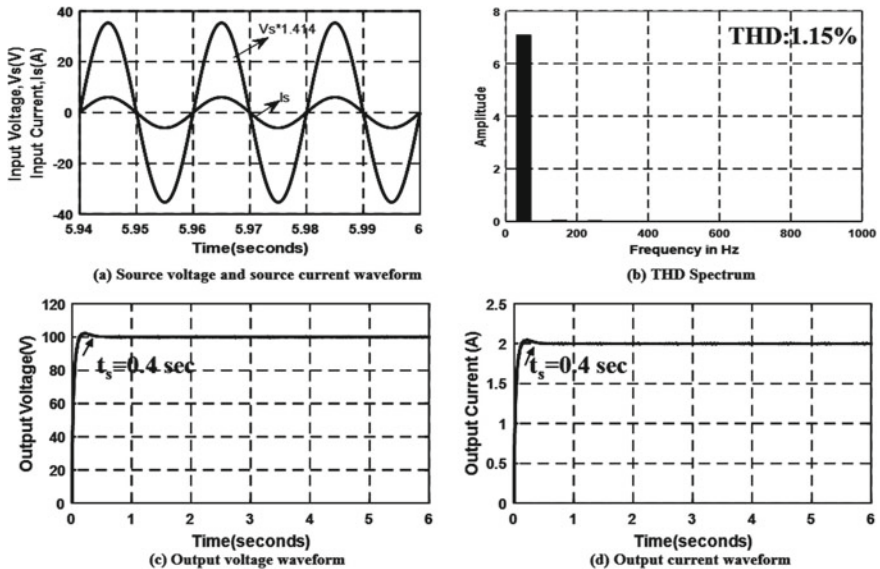 Input Voltage,Vs(V)
Input Current,Is(A)
40
20
0
-20
-40
Vs*1.414
Is
5.94
5.95
5.96
5.97
5.98
5.99
6
Time(seconds)
(a) Source voltage and source current waveform
THD:1.15%
Amplitude
8
6
4
2
0
0
200
400
600
800
1000
Frequency in Hz
(b) THD Spectrum
Output Voltage(V)
120
100
80
60
40
20
0
ts=0.4 sec
0
1
2
3
4
5
6
Time(seconds)
(c) Output voltage waveform
Output Current (A)
2.5
2
1.5
1
0.5
0
ts=0.4 sec
0
1
2
3
4
5
6
Time(seconds)
(d) Output current waveform